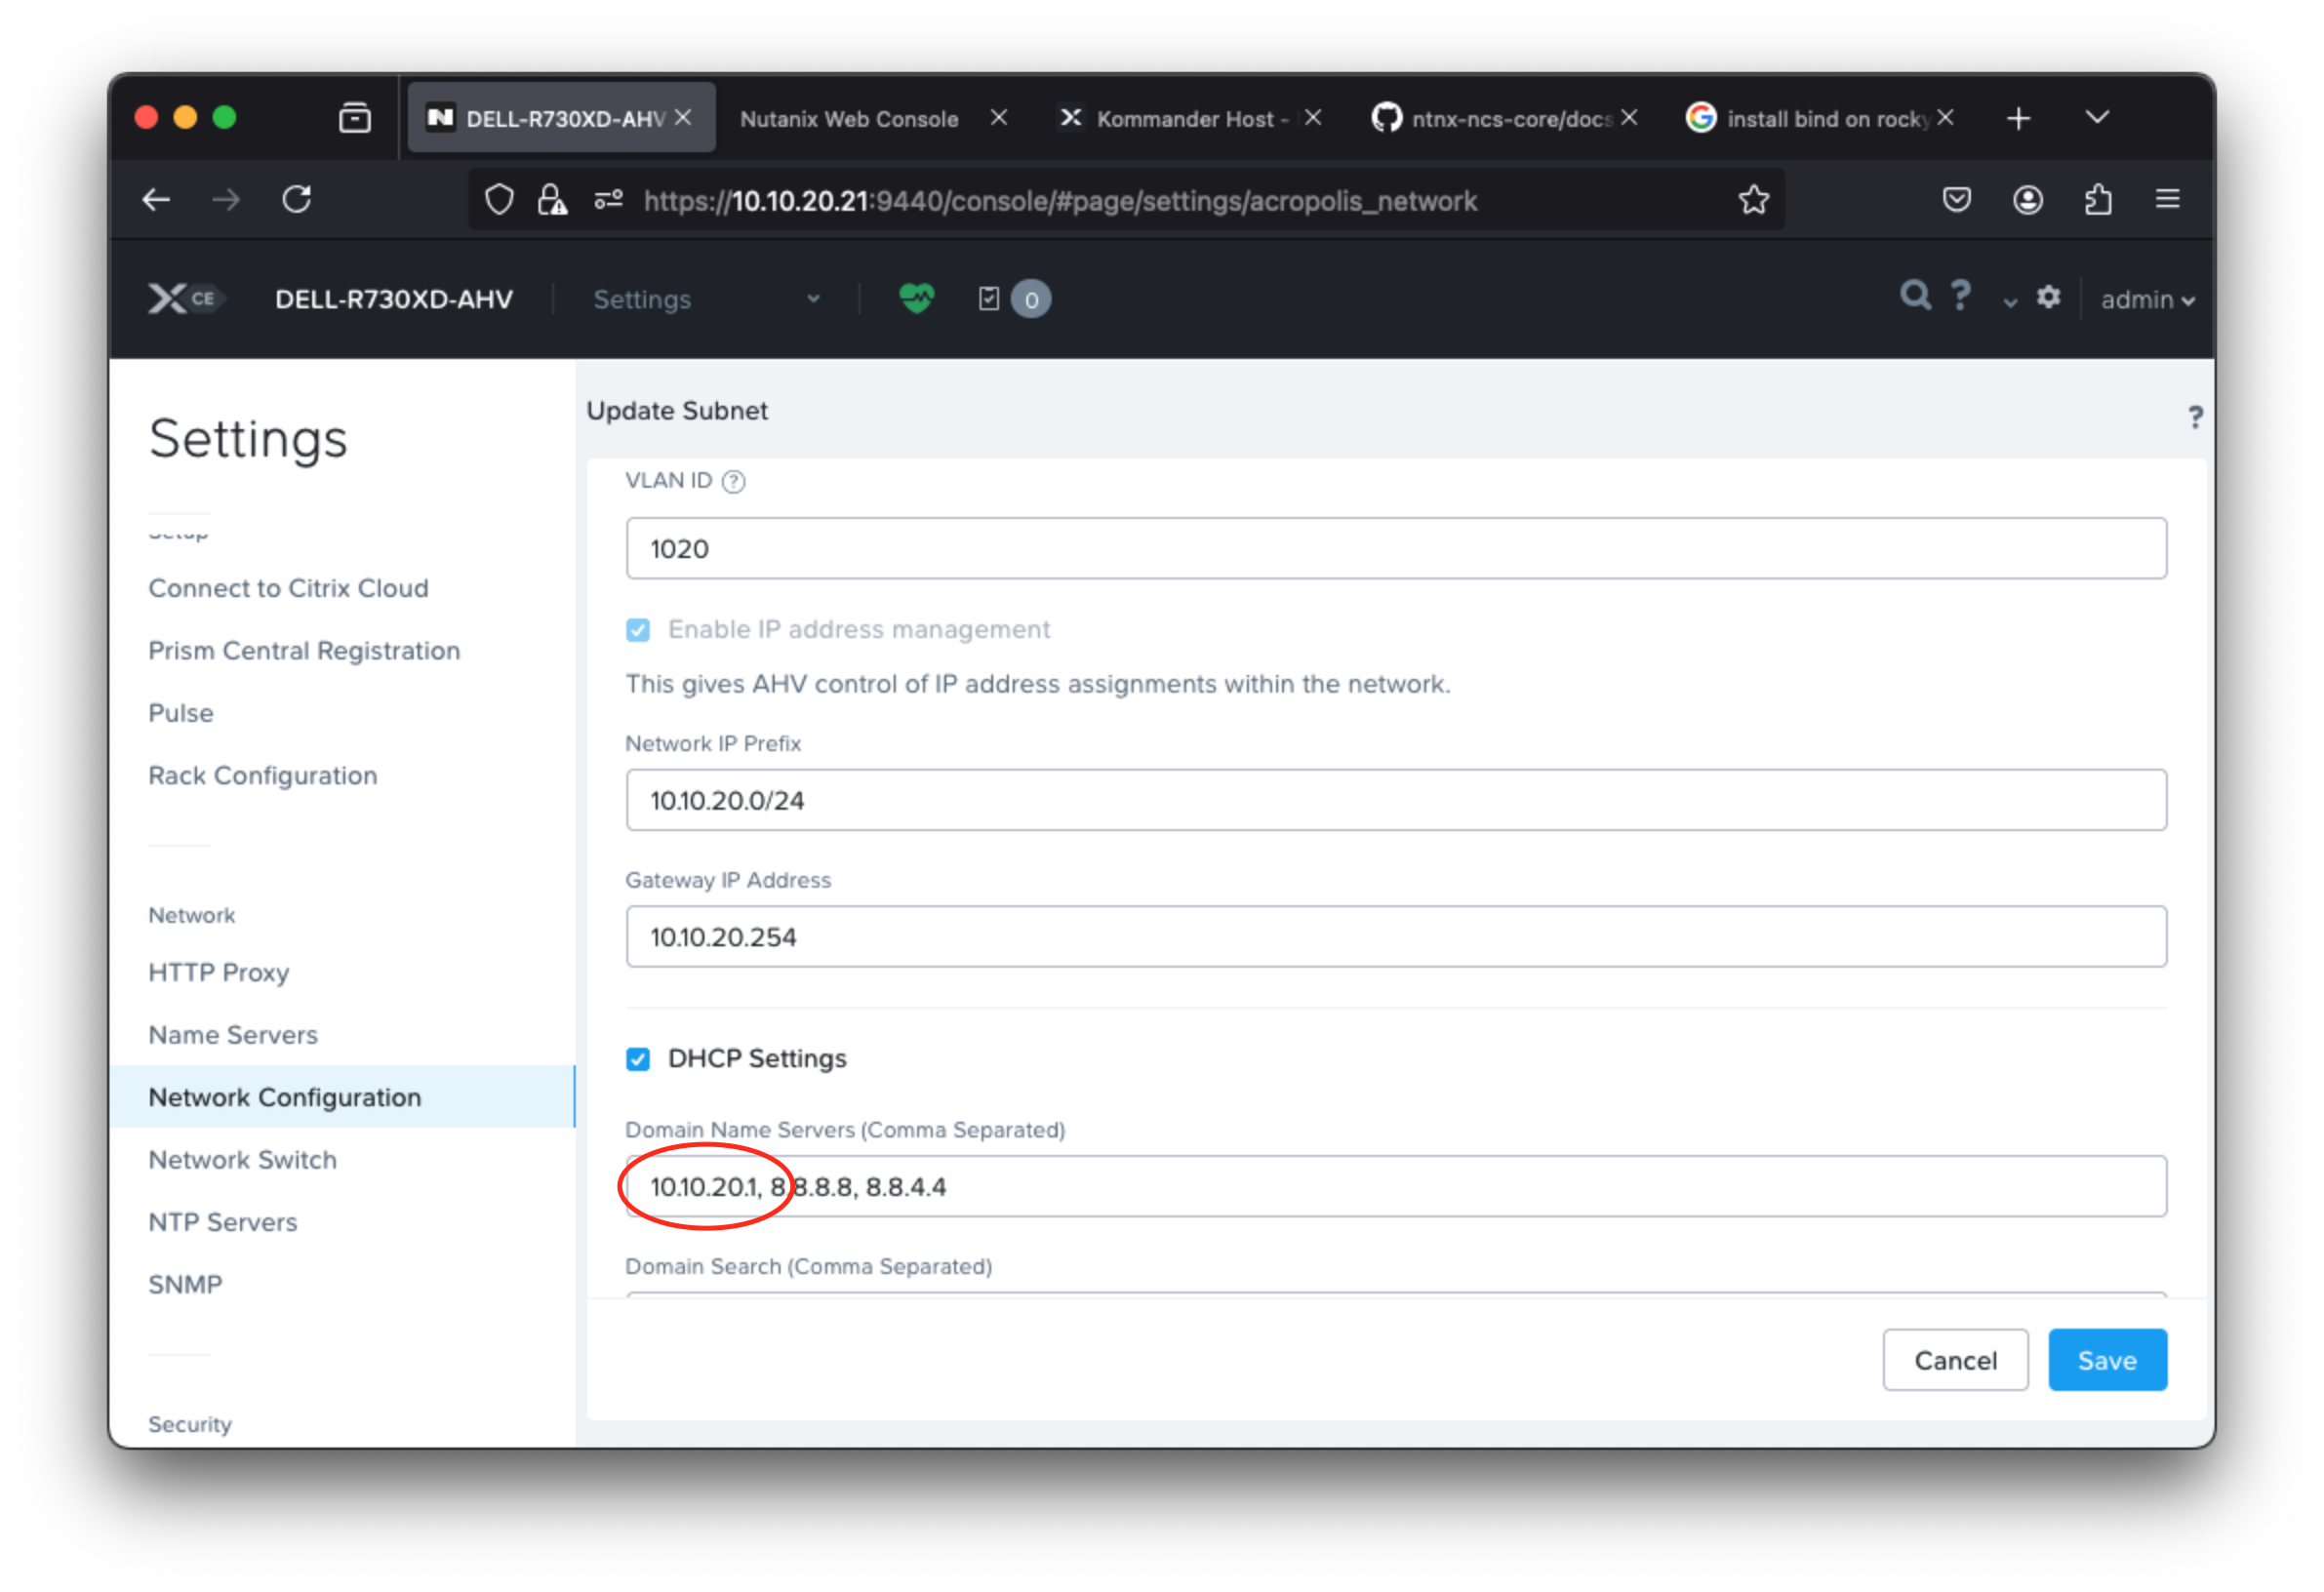 DELL-R730XD-AHV
Nutanix Web Console
Kommander Host -
ntnx-ncs-core/docs
install bind on rocky
https://10.10.20.21:9440/console/#page/settings/acropolis_network
X CE
DELL-R730XD-AHV
Settings
0
?
admin
Settings
Setup
Connect to Citrix Cloud
Prism Central Registration
Pulse
Rack Configuration
Network
HTTP Proxy
Name Servers
Network Configuration
Network Switch
NTP Servers
SNMP
Security
Update Subnet
?
VLAN ID ?
1020
Enable IP address management
This gives AHV control of IP address assignments within the network.
Network IP Prefix
10.10.20.0/24
Gateway IP Address
10.10.20.254
DHCP Settings
Domain Name Servers (Comma Separated)
10.10.20.1, 8.8.8.8, 8.8.4.4
Domain Search (Comma Separated)
Cancel
Save